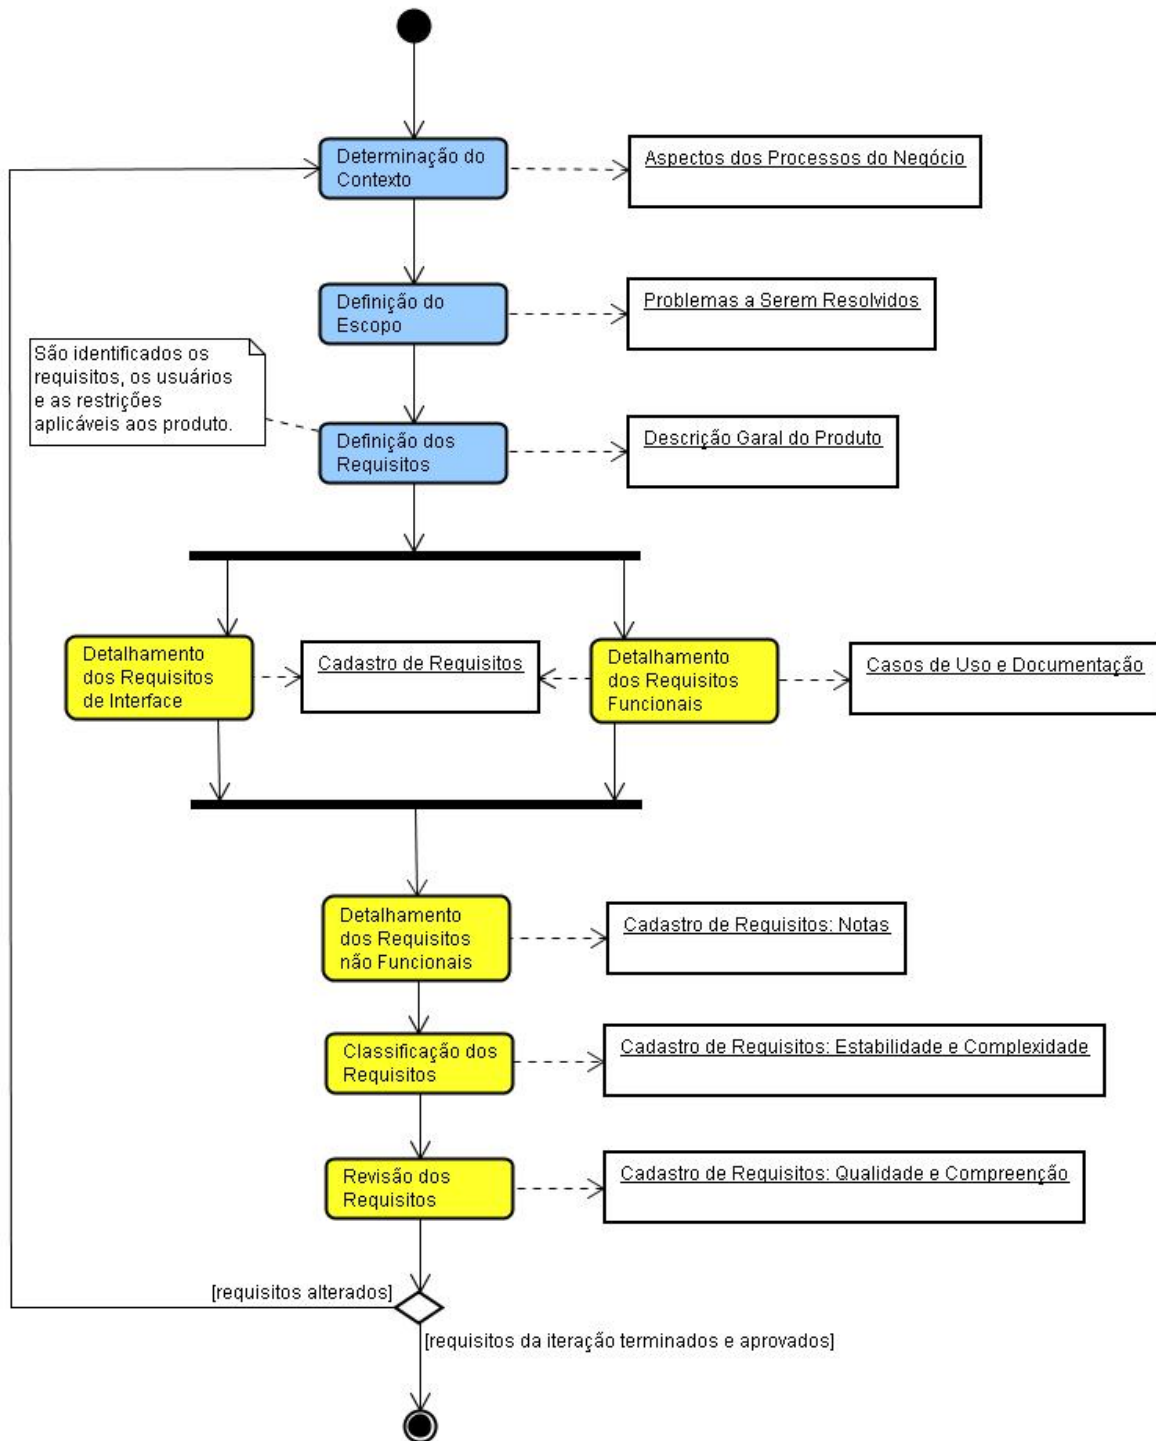 Determinação do
Contexto
Aspectos dos Processos do Negócio
Definição do
Escopo
Problemas a Serem Resolvidos
São identificados os
requisitos, os usuários
e as restrições
aplicáveis aos produto.
Definição dos
Requisitos
Descrição Garal do Produto
Detalhamento
dos Requisitos
de Interface
Cadastro de Requisitos
Detalhamento
dos Requisitos
Funcionais
Casos de Uso e Documentação
Detalhamento
dos Requisitos
não Funcionais
Cadastro de Requisitos: Notas
Classificação dos
Requisitos
Cadastro de Requisitos: Estabilidade e Complexidade
Revisão dos
Requisitos
Cadastro de Requisitos: Qualidade e Compreenção
[requisitos alterados]
[requisitos da iteração terminados e aprovados]